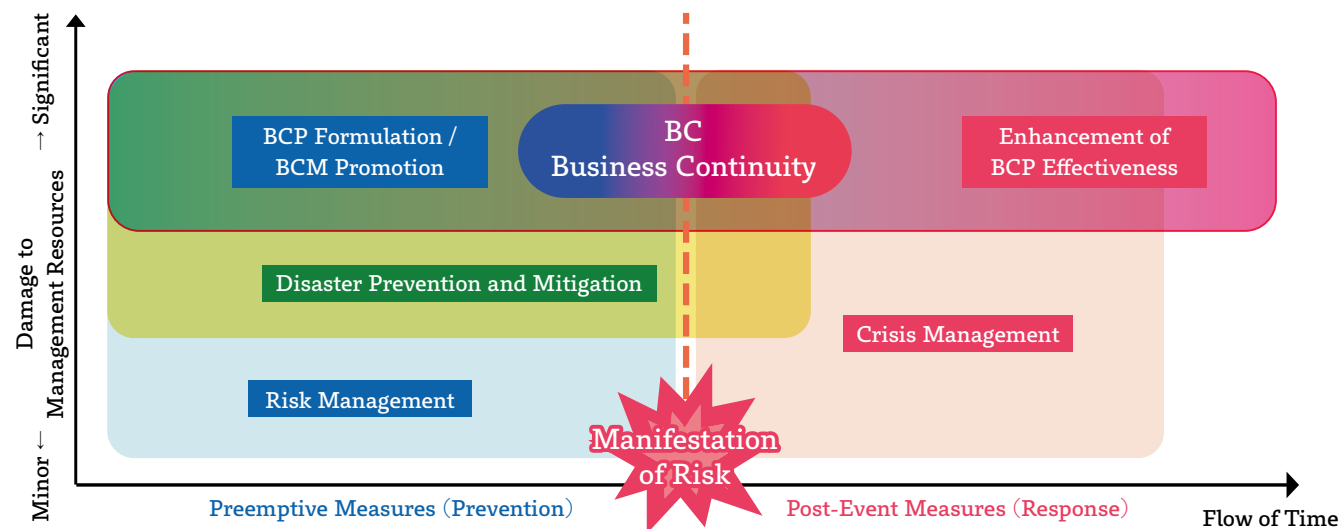 Damage to
Management Resources
→ Significant
Minor ←
BCP Formulation /
BCM Promotion
BC
Business Continuity
Enhancement of
BCP Effectiveness
Disaster Prevention and Mitigation
Crisis Management
Risk Management
Manifestation
of Risk
Preemptive Measures（Prevention）
Post-Event Measures（Response）
Flow of Time